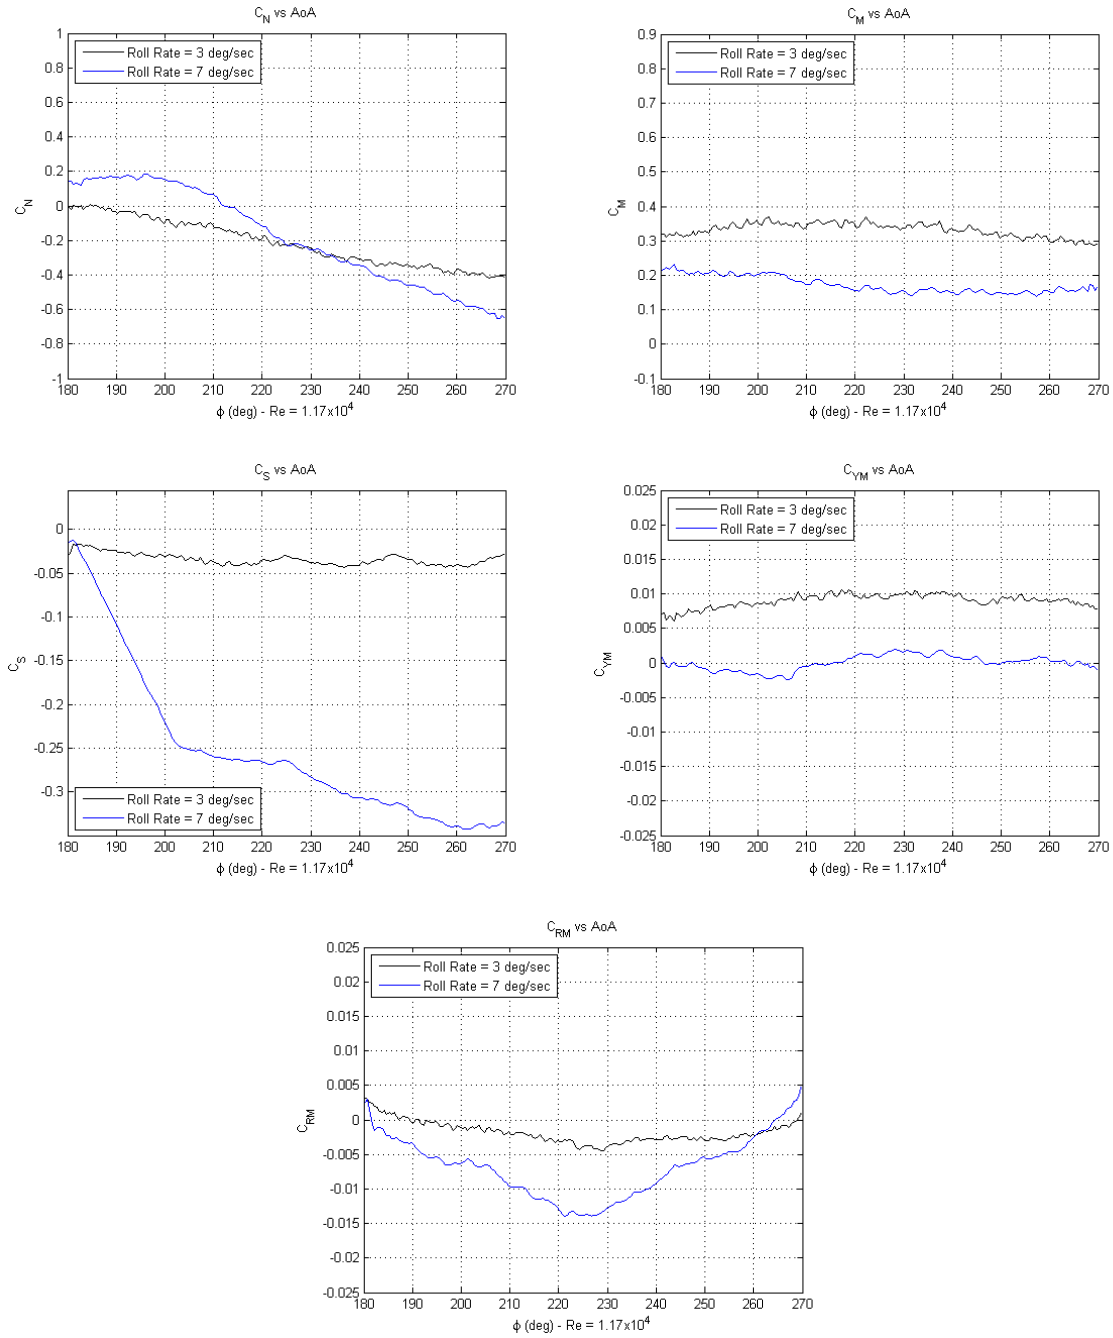 C_N vs AoA
1
0.8
0.6
0.4
0.2
0
-0.2
-0.4
-0.6
-0.8
-1
C_N
Roll Rate = 3 deg/sec
Roll Rate = 7 deg/sec
180 190 200 210 220 230 240 250 260 270
ϕ (deg) - Re = 1.17x10^4
C_M vs AoA
0.9
0.8
0.7
0.6
0.5
0.4
0.3
0.2
0.1
0
-0.1
C_M
Roll Rate = 3 deg/sec
Roll Rate = 7 deg/sec
180 190 200 210 220 230 240 250 260 270
ϕ (deg) - Re = 1.17x10^4
C_S vs AoA
0
-0.05
-0.1
-0.15
-0.2
-0.25
-0.3
C_S
Roll Rate = 3 deg/sec
Roll Rate = 7 deg/sec
180 190 200 210 220 230 240 250 260 270
ϕ (deg) - Re = 1.17x10^4
C_YM vs AoA
0.025
0.02
0.015
0.01
0.005
0
-0.005
-0.01
-0.015
-0.02
-0.025
C_YM
Roll Rate = 3 deg/sec
Roll Rate = 7 deg/sec
180 190 200 210 220 230 240 250 260 270
ϕ (deg) - Re = 1.17x10^4
C_RM vs AoA
0.025
0.02
0.015
0.01
0.005
0
-0.005
-0.01
-0.015
-0.02
-0.025
C_RM
Roll Rate = 3 deg/sec
Roll Rate = 7 deg/sec
180 190 200 210 220 230 240 250 260 270
ϕ (deg) - Re = 1.17x10^4